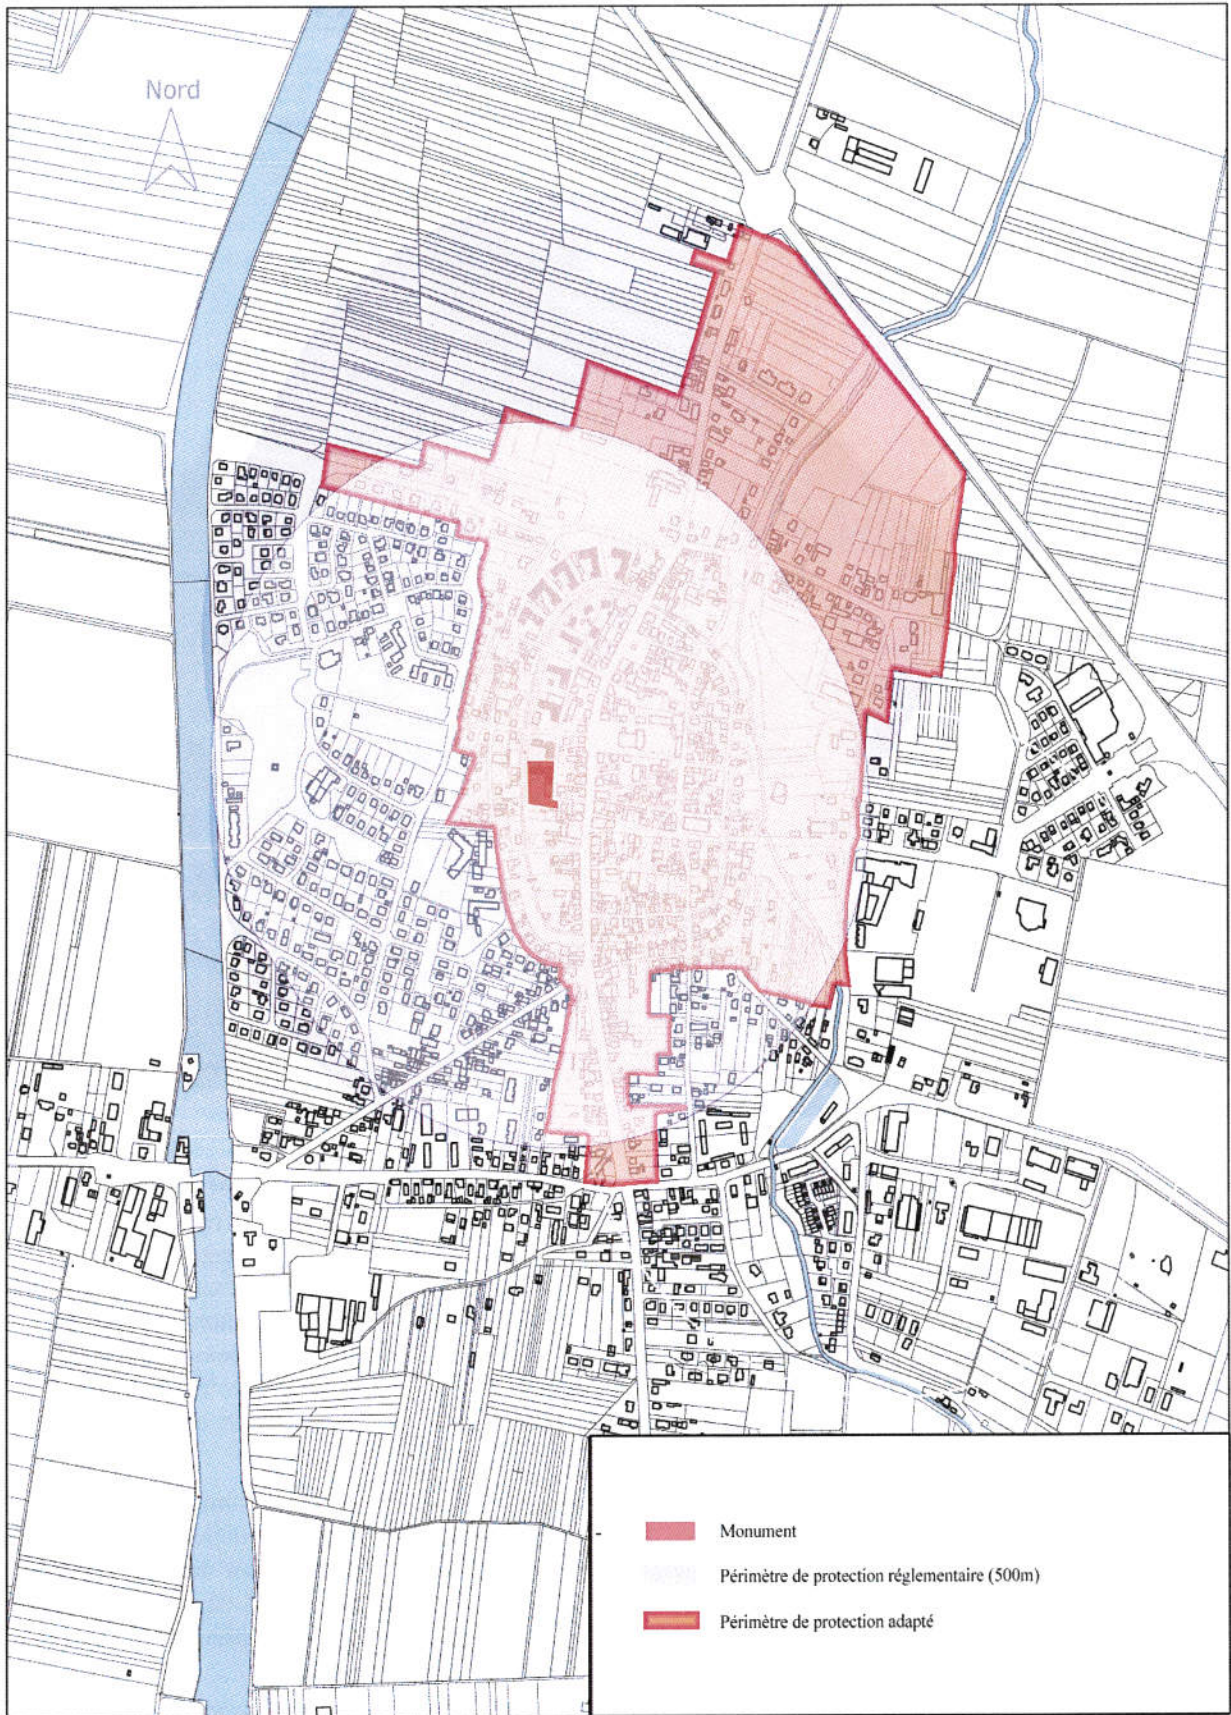 Nord
Monument
Périmètre de protection réglementaire (500m)
Périmètre de protection adapté